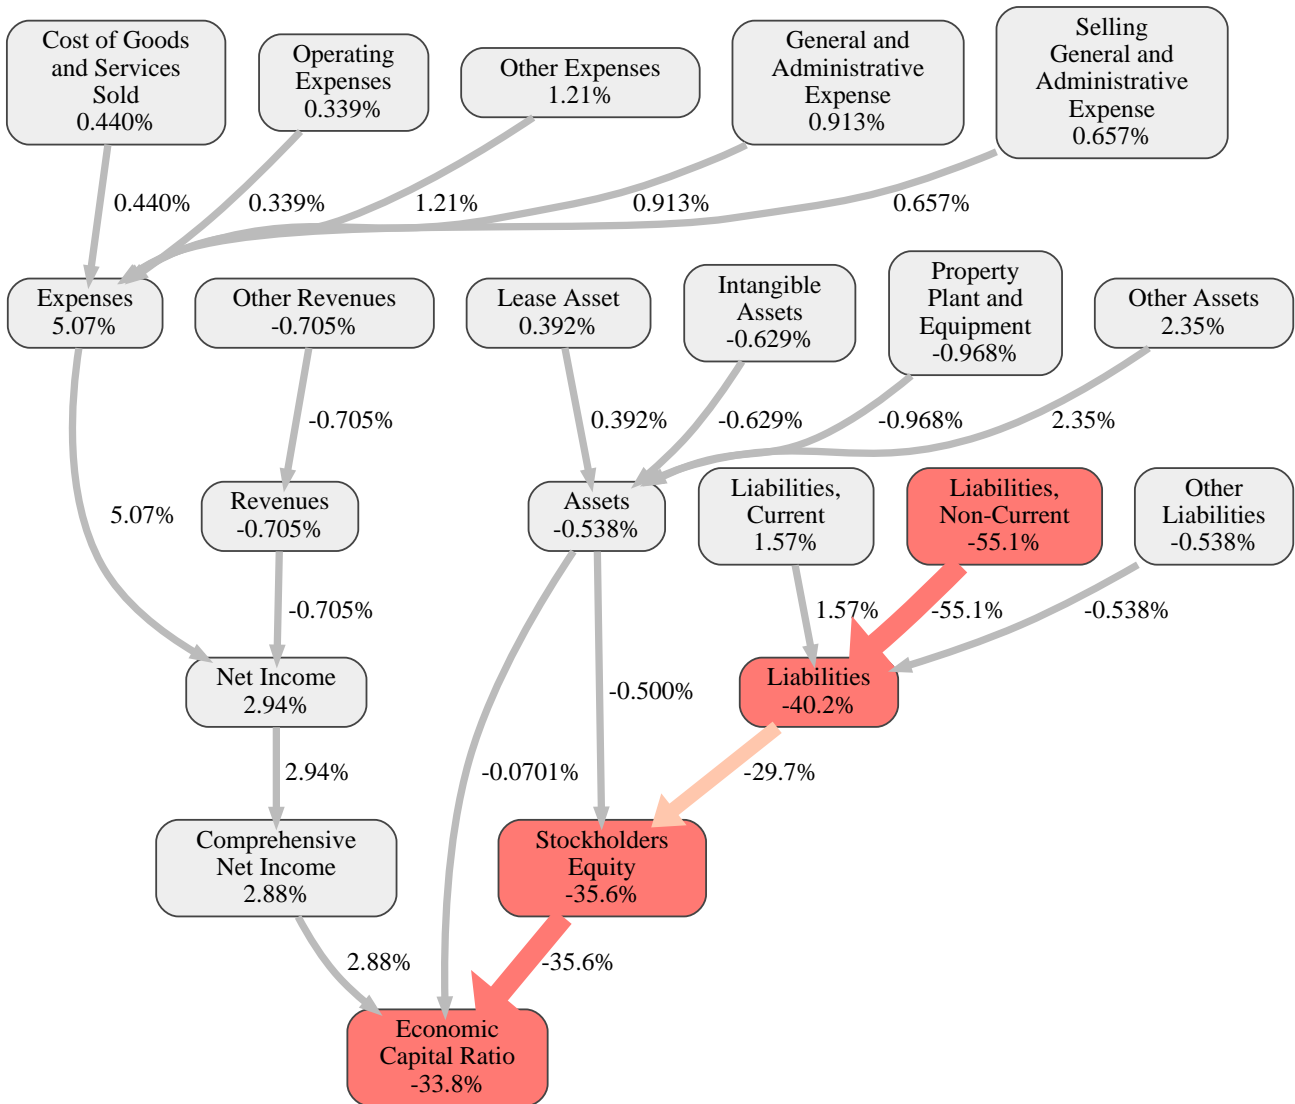 Cost of Goods
and Services
Sold
0.440%
Operating
Expenses
0.339%
Other Expenses
1.21%
General and
Administrative
Expense
0.913%
Selling
General and
Administrative
Expense
0.657%
0.440%
0.339%
1.21%
0.913%
0.657%
Expenses
5.07%
Other Revenues
-0.705%
Lease Asset
0.392%
Intangible
Assets
-0.629%
Property
Plant and
Equipment
-0.968%
Other Assets
2.35%
-0.705%
0.392%
-0.629%
-0.968%
2.35%
5.07%
Revenues
-0.705%
Assets
-0.538%
Liabilities,
Current
1.57%
Liabilities,
Non-Current
-55.1%
Other
Liabilities
-0.538%
-0.705%
1.57%
-55.1%
-0.538%
Net Income
2.94%
-0.500%
Liabilities
-40.2%
2.94%
-0.0701%
-29.7%
Comprehensive
Net Income
2.88%
Stockholders
Equity
-35.6%
2.88%
-35.6%
Economic
Capital Ratio
-33.8%